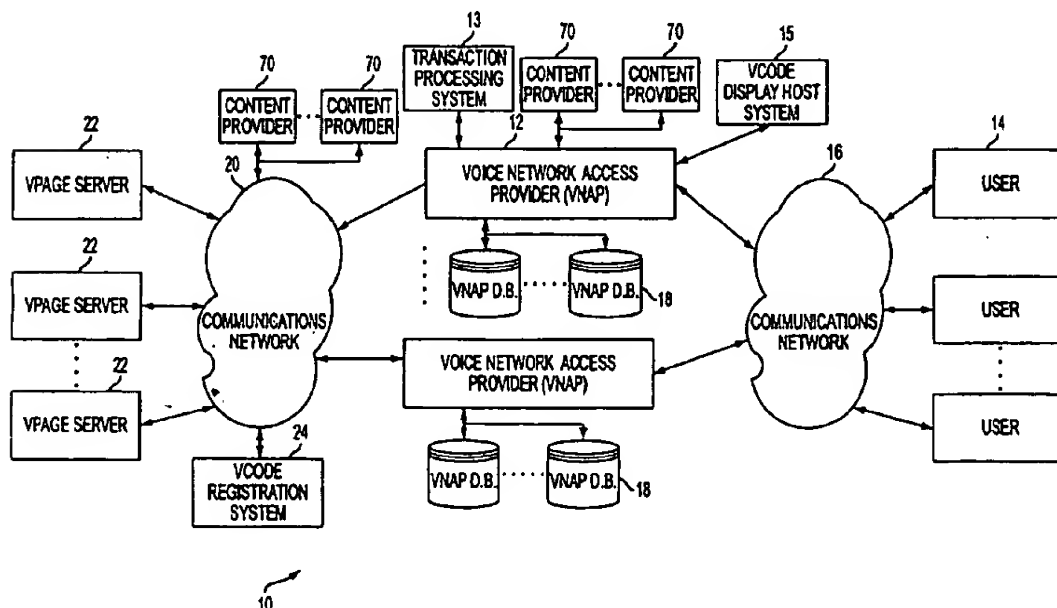 13
70
15
70
70
TRANSACTION
PROCESSING
SYSTEM
CONTENT
PROVIDER
CONTENT
PROVIDER
VCODE
DISPLAY HOST
SYSTEM
CONTENT
PROVIDER
CONTENT
PROVIDER
12
22
20
16
14
VPAGE SERVER
VOICE NETWORK ACCESS
PROVIDER (VNAP)
USER
22
VNAP D.B.
VNAP D.B.
18
VPAGE SERVER
COMMUNICATIONS
NETWORK
COMMUNICATIONS
NETWORK
USER
VOICE NETWORK ACCESS
PROVIDER (VNAP)
22
VPAGE SERVER
USER
24
VCODE
REGISTRATION
SYSTEM
VNAP D.B.
VNAP D.B.
18
10